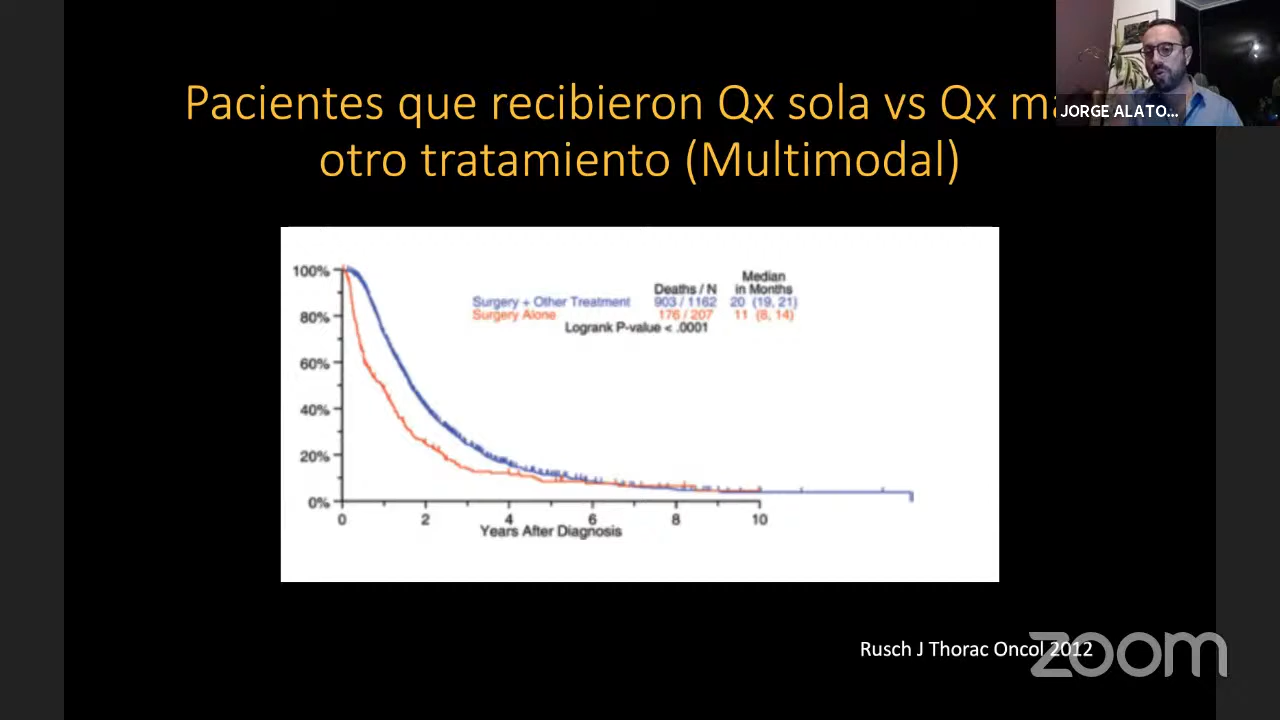 Pacientes que recibieron Qx sola vs Qx
otro tratamiento (Multimodal)
JORGE ALATO...
Median
Deaths / N in Months
Surgery + Other Treatment 903 / 1162 20 (19, 21)
Surgery Alone 176 / 207 11 (8, 14)
Logrank P-value < .0001
100%
80%
60%
40%
20%
0%
0 2 4 6 8 10
Years After Diagnosis
Rusch J Thorac Oncol 2012
zoom